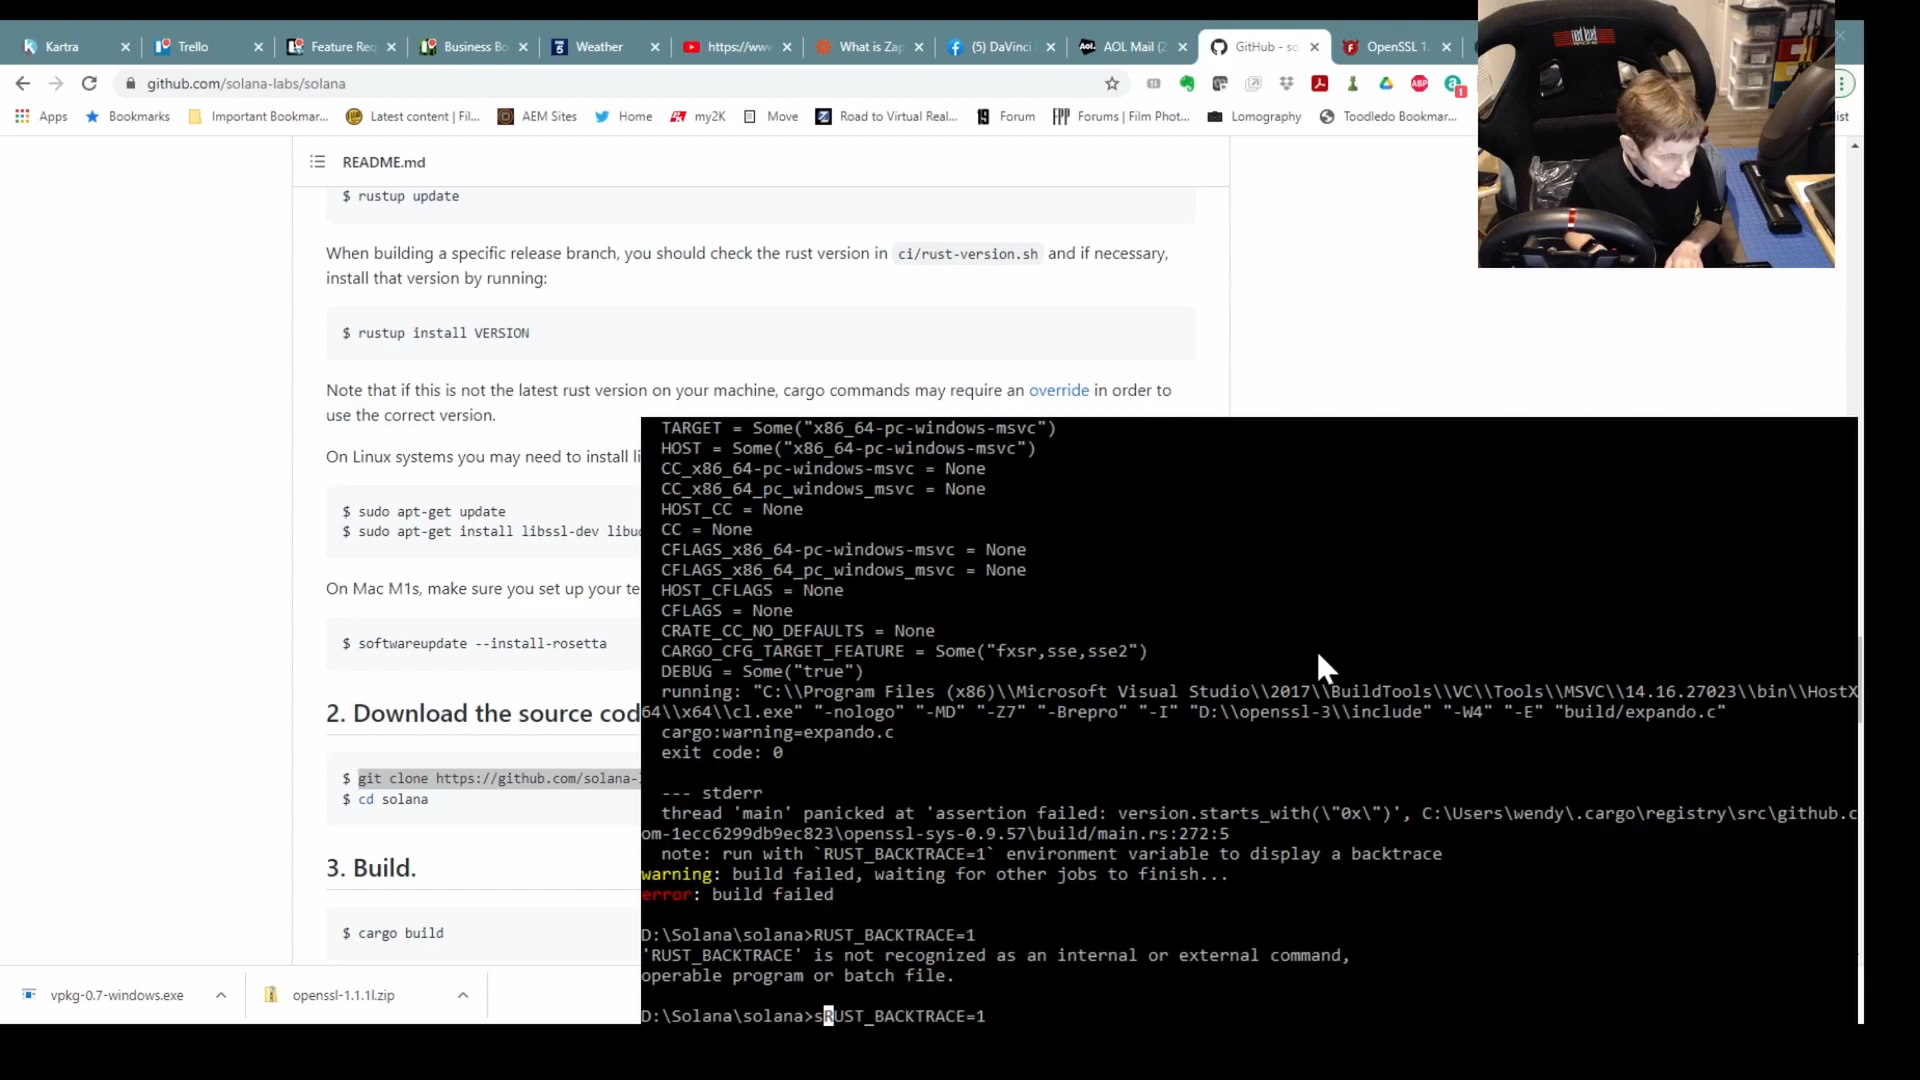 Kartra
Trello
Feature Req
Business Bo
Weather
https://www
What is Zap
(5) DaVinci
AOL Mail (2
GitHub - so
OpenSSL 1.
github.com/solana-labs/solana
Apps
Bookmarks
Important Bookmar...
Latest content | Fil...
AEM Sites
Home
my2K
Move
Road to Virtual Real...
Forum
Forums | Film Phot...
Lomography
Toodledo Bookmar...
ist
README.md
$ rustup update
When building a specific release branch, you should check the rust version in ci/rust-version.sh and if necessary,
install that version by running:
$ rustup install VERSION
Note that if this is not the latest rust version on your machine, cargo commands may require an override in order to
use the correct version.
On Linux systems you may need to install li
$ sudo apt-get update
$ sudo apt-get install libssl-dev libu
On Mac M1s, make sure you set up your te
$ softwareupdate --install-rosetta
2. Download the source cod
$ git clone https://github.com/solana-
$ cd solana
3. Build.
$ cargo build
vpkg-0.7-windows.exe
openssl-1.1.1l.zip
TARGET = Some("x86_64-pc-windows-msvc")
HOST = Some("x86_64-pc-windows-msvc")
CC_x86_64-pc-windows-msvc = None
CC_x86_64_pc_windows_msvc = None
HOST_CC = None
CC = None
CFLAGS_x86_64-pc-windows-msvc = None
CFLAGS_x86_64_pc_windows_msvc = None
HOST_CFLAGS = None
CFLAGS = None
CRATE_CC_NO_DEFAULTS = None
CARGO_CFG_TARGET_FEATURE = Some("fxsr,sse,sse2")
DEBUG = Some("true")
running: "C:\\Program Files (x86)\\Microsoft Visual Studio\\2017\\BuildTools\\VC\\Tools\\MSVC\\14.16.27023\\bin\\HostX
64\\x64\\cl.exe" "-nologo" "-MD" "-Z7" "-Brepro" "-I" "D:\\openssl-3\\include" "-W4" "-E" "build/expando.c"
cargo:warning=expando.c
exit code: 0
--- stderr
thread 'main' panicked at 'assertion failed: version.starts_with(\"0x\")', C:\Users\wendy\.cargo\registry\src\github.c
om-1ecc6299db9ec823\openssl-sys-0.9.57\build/main.rs:272:5
note: run with `RUST_BACKTRACE=1` environment variable to display a backtrace
warning: build failed, waiting for other jobs to finish...
error: build failed
D:\Solana\solana>RUST_BACKTRACE=1
'RUST_BACKTRACE' is not recognized as an internal or external command,
operable program or batch file.
D:\Solana\solana>sRUST_BACKTRACE=1